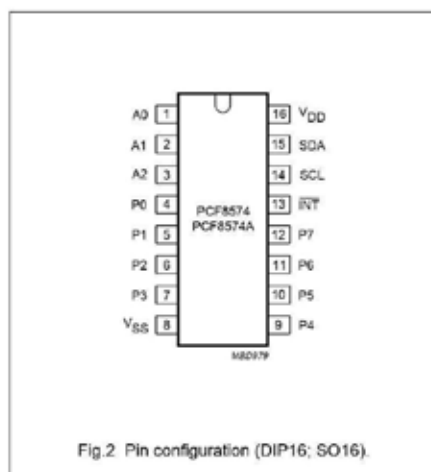 A0 1 16 VDD
A1 2 15 SDA
A2 3 14 SCL
P0 4 13 INT
P1 5 12 P7
P2 6 11 P6
P3 7 10 P5
VSS 8 9 P4
PCF8574
PCF8574A
MBD979
Fig.2 Pin configuration (DIP16; SO16).